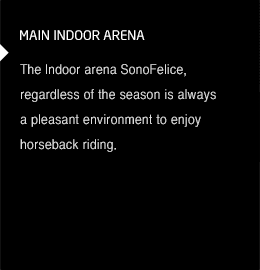 MAIN INDOOR ARENA
The Indoor arena SonoFelice,
regardless of the season is always
a pleasant environment to enjoy
horseback riding.